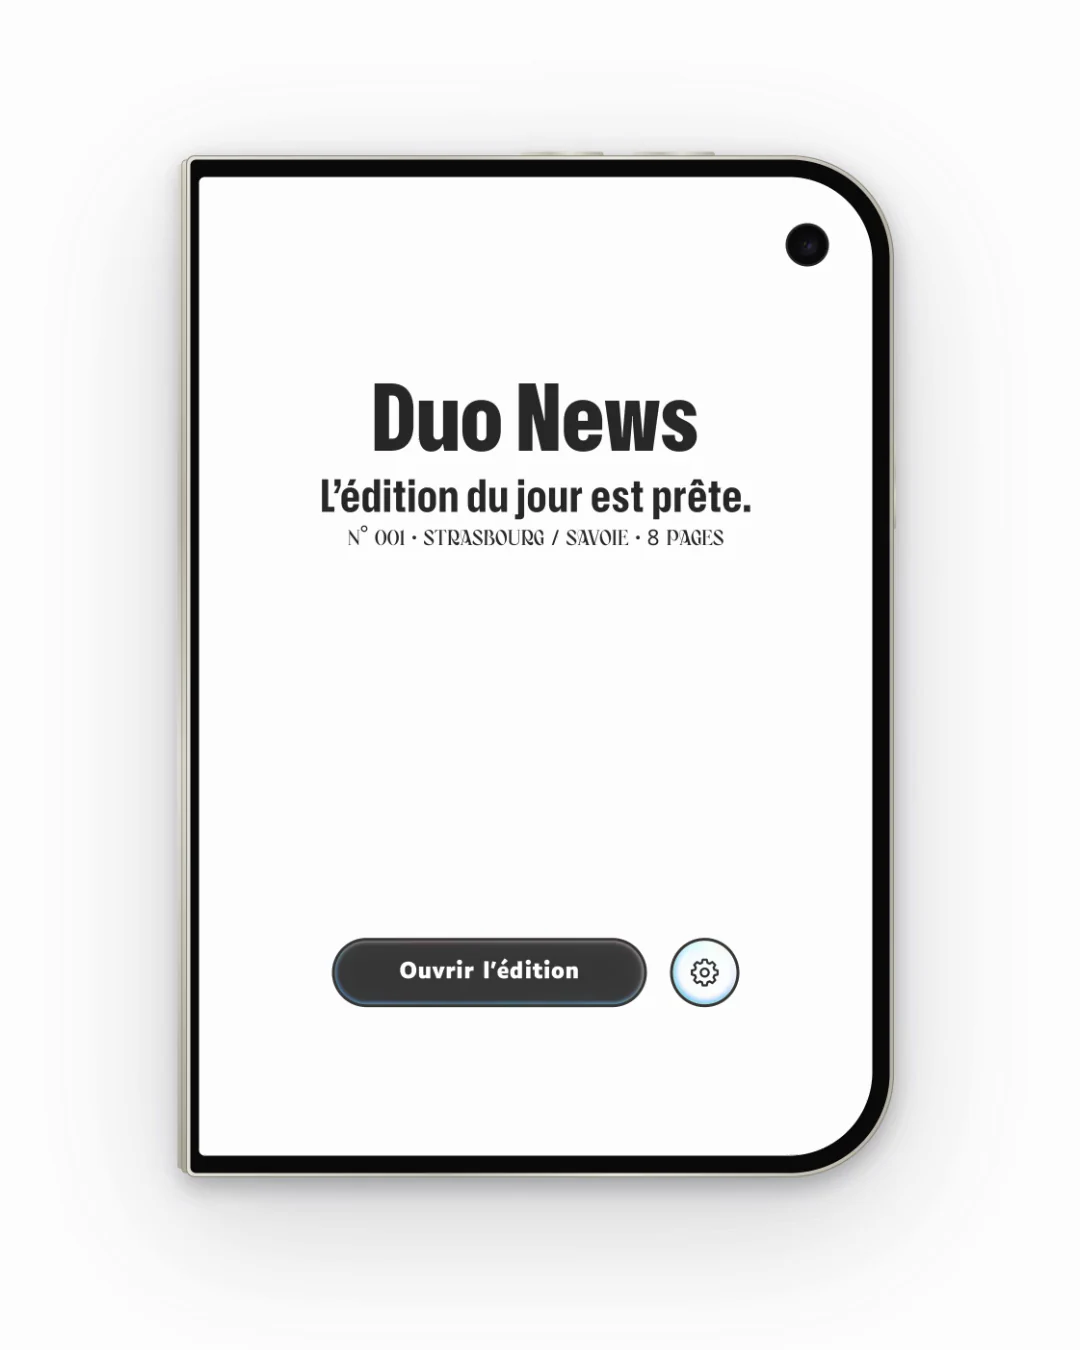 Duo News
L’édition du jour est prête.
N° 001 • STRASBOURG / SAVOIE • 8 PAGES
Ouvrir l’édition